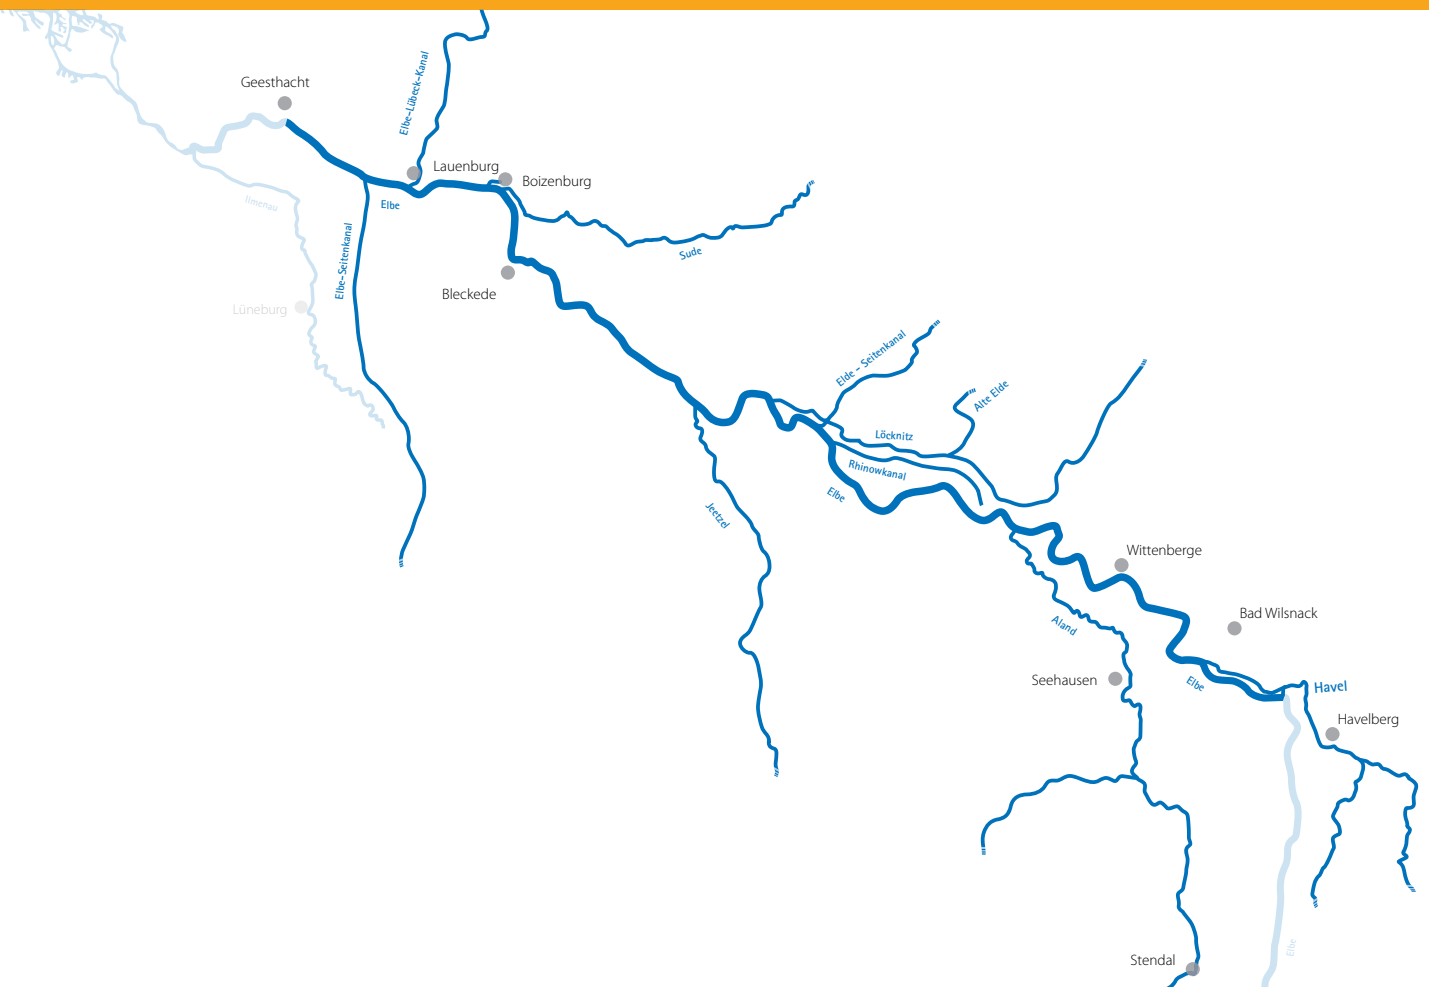 Geesthacht
Elbe-Lübeck-Kanal
Lauenburg
Boizenburg
Ilmenau
Elbe
Elbe-Seitenkanal
Sude
Bleckede
Lüneburg
Elde - Seitenkanal
Alte Elde
Löcknitz
Rhinowkanal
Elbe
Jeetzel
Wittenberge
Bad Wilsnack
Aland
Seehausen
Elbe
Havel
Havelberg
Elbe
Stendal